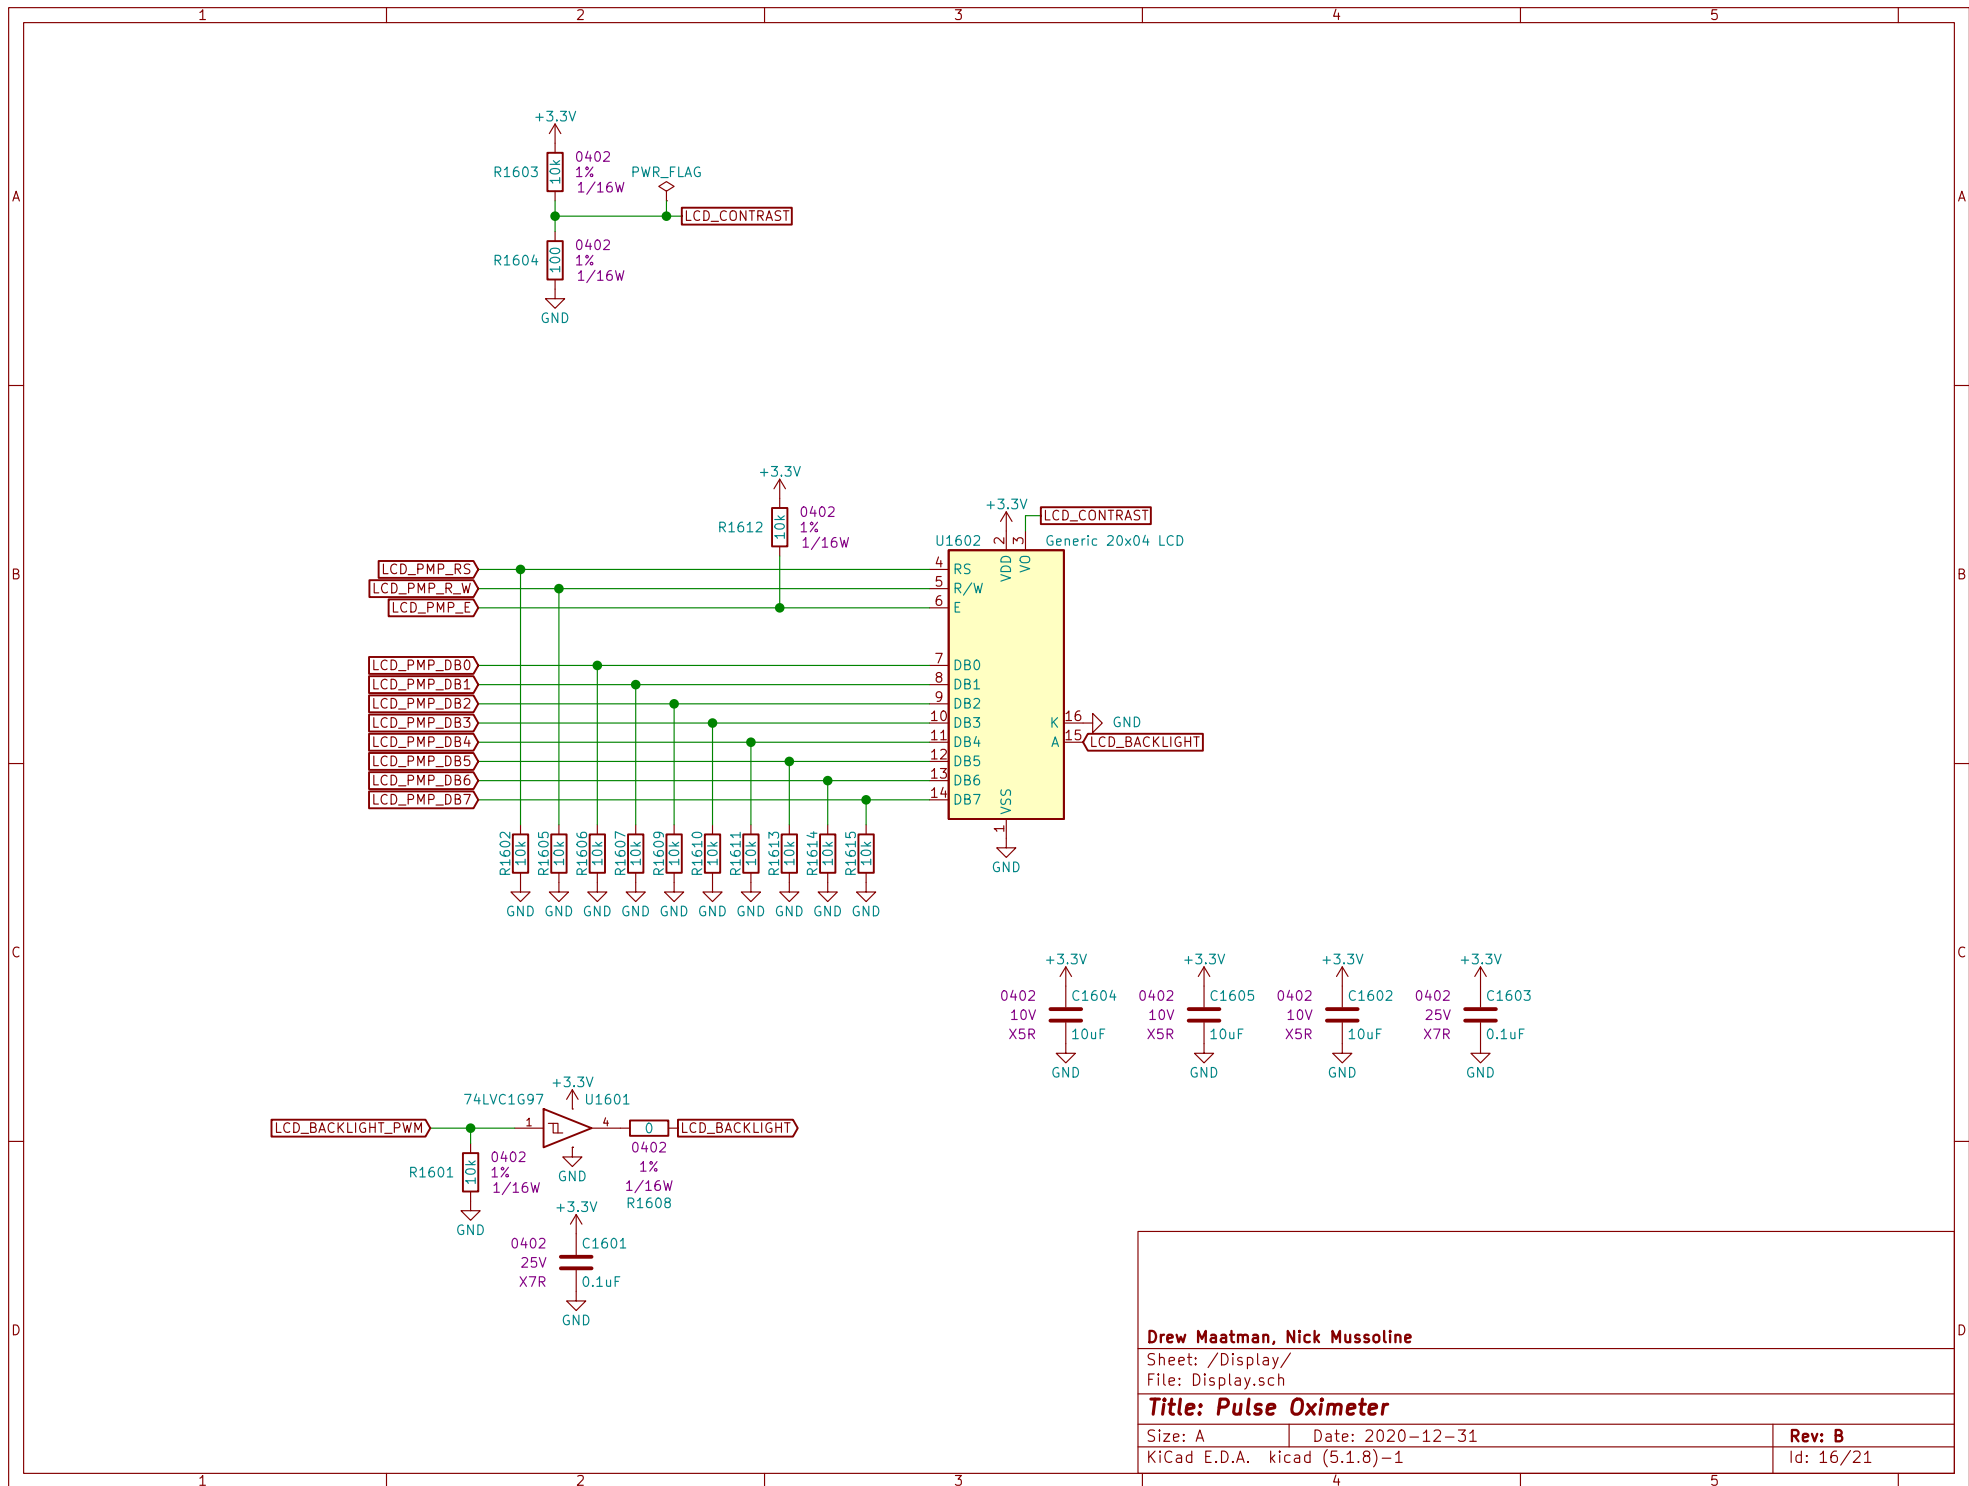 1 2 3 4 5
A A
+3.3V
R1603 10k 0402
1%
1/16W
PWR_FLAG
LCD_CONTRAST
R1604 100 0402
1%
1/16W
GND
+3.3V
R1612 10k 0402
1%
1/16W
+3.3V
LCD_CONTRAST
U1602 2 3 Generic 20x04 LCD
VDD VO
B B
LCD_PMP_RS 4 RS
LCD_PMP_R_W 5 R/W
LCD_PMP_E 6 E
LCD_PMP_DB0 7 DB0
LCD_PMP_DB1 8 DB1
LCD_PMP_DB2 9 DB2
LCD_PMP_DB3 10 DB3 K 16 GND
LCD_PMP_DB4 11 DB4 A 15 LCD_BACKLIGHT
LCD_PMP_DB5 12 DB5
LCD_PMP_DB6 13 DB6
LCD_PMP_DB7 14 DB7
VSS
1
GND
R1602 10k R1605 10k R1606 10k R1607 10k R1609 10k R1610 10k R1611 10k R1613 10k R1614 10k R1615 10k
GND GND GND GND GND GND GND GND GND GND
C C
+3.3V +3.3V +3.3V +3.3V
0402 C1604 0402 C1605 0402 C1602 0402 C1603
10V 10V 10V 25V
X5R 10uF X5R 10uF X5R 10uF X7R 0.1uF
GND GND GND GND
+3.3V
74LVC1G97 U1601
LCD_BACKLIGHT_PWM 1 4 0 LCD_BACKLIGHT
0402
1%
1/16W
R1608
GND
R1601 10k 0402
1%
1/16W
GND
+3.3V
0402 C1601
25V
X7R 0.1uF
GND
D D
Drew Maatman, Nick Mussoline
Sheet: /Display/
File: Display.sch
Title: Pulse Oximeter
Size: A Date: 2020-12-31 Rev: B
KiCad E.D.A. kicad (5.1.8)-1 Id: 16/21
1 2 3 4 5